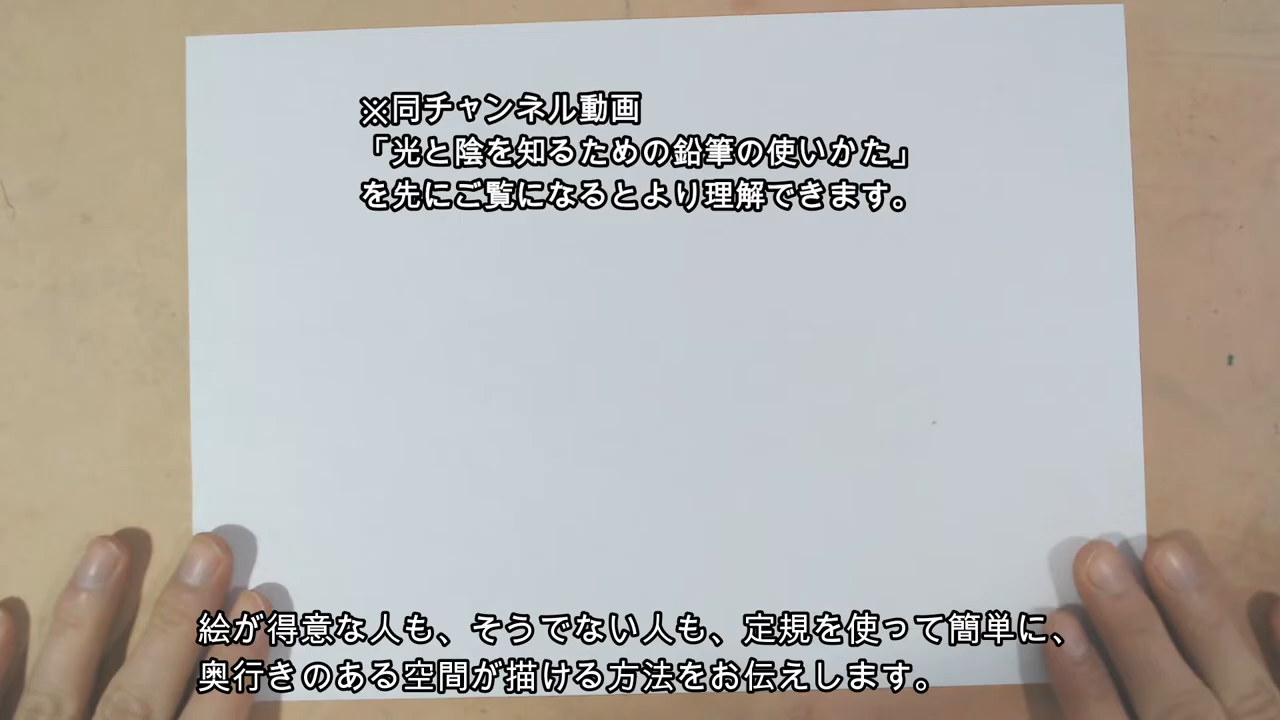 ※同チャンネル動画
「光と陰を知るための鉛筆の使いかた」
を先にご覧になるとより理解できます。
絵が得意な人も、そうでない人も、定規を使って簡単に、
奥行きのある空間が描ける方法をお伝えします。